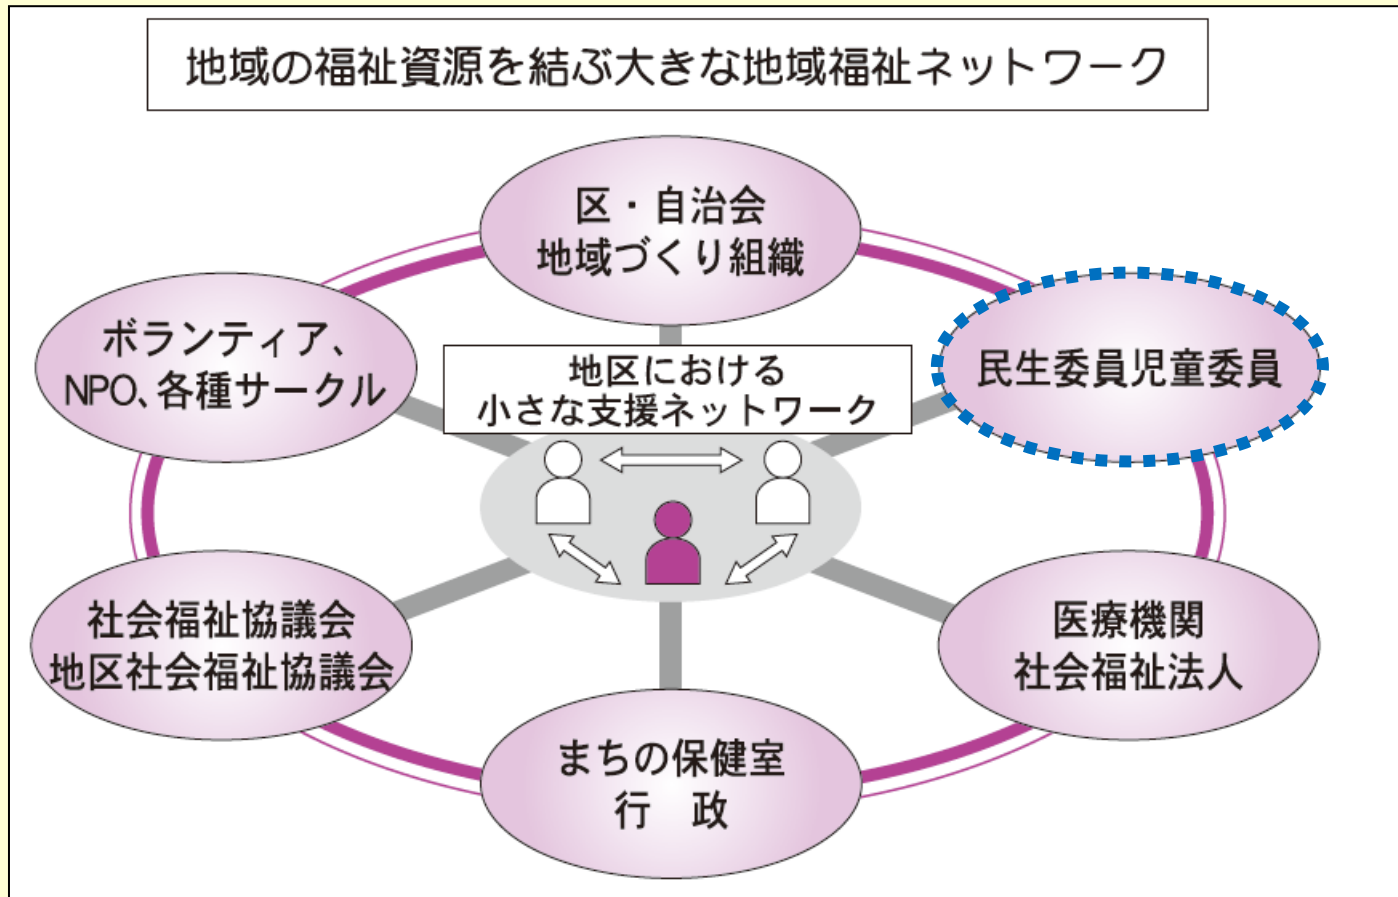 地域の福祉資源を結ぶ大きな地域福祉ネットワーク
区・自治会
地域づくり組織
ボランティア、
NPO、各種サークル
民生委員児童委員
地区における
小さな支援ネットワーク
社会福祉協議会
地区社会福祉協議会
医療機関
社会福祉法人
まちの保健室
行　政